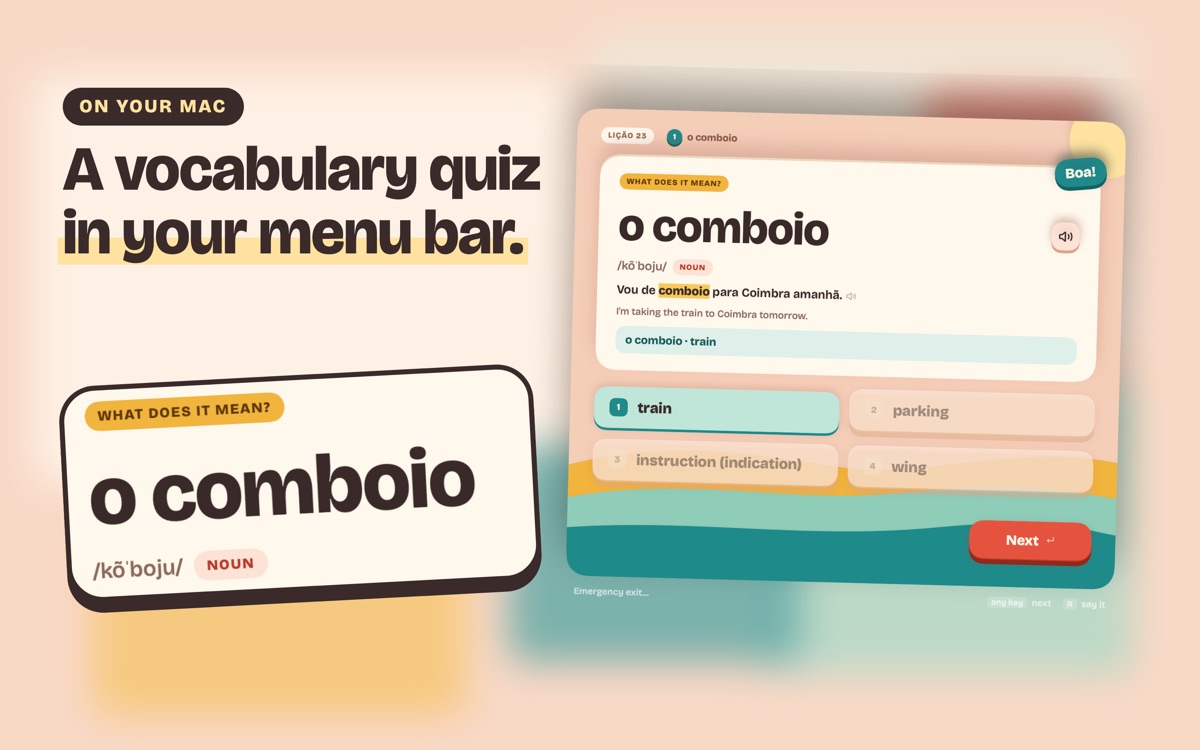 ON YOUR MAC
A vocabulary quiz
in your menu bar.
WHAT DOES IT MEAN?
o comboio
/kõˈboju/ NOUN
LIÇÃO 23 1 o comboio
Boa!
WHAT DOES IT MEAN?
o comboio
/kõˈboju/ NOUN
Vou de comboio para Coimbra amanhã.
I'm taking the train to Coimbra tomorrow.
o comboio · train
1 train
2 parking
3 instruction (indication)
4 wing
Next ↵
Emergency exit...
any key next R say it